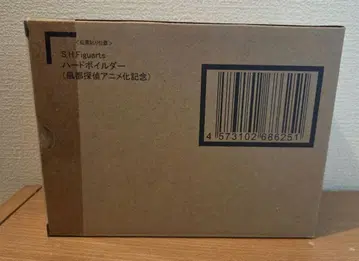 S.H.Figuarts
ハードボイルダー
(風都探偵アニメ化記念)
4 573102 686251